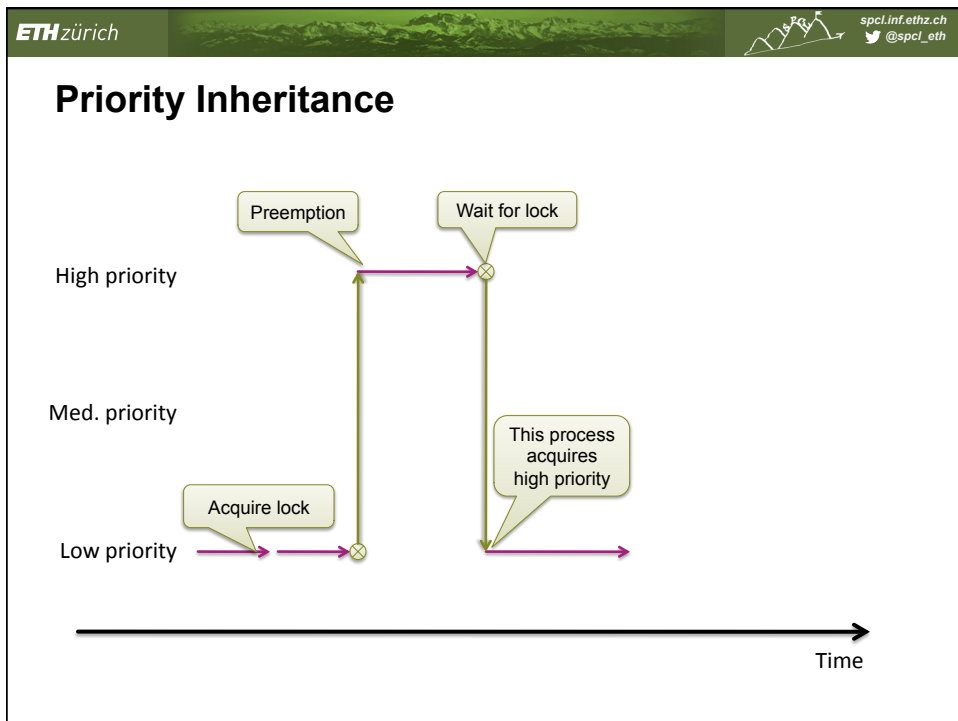 ETH zürich
spcl.inf.ethz.ch
@spcl_eth
Priority Inheritance
Preemption
Wait for lock
High priority
Med. priority
This process
acquires
high priority
Acquire lock
Low priority
Time